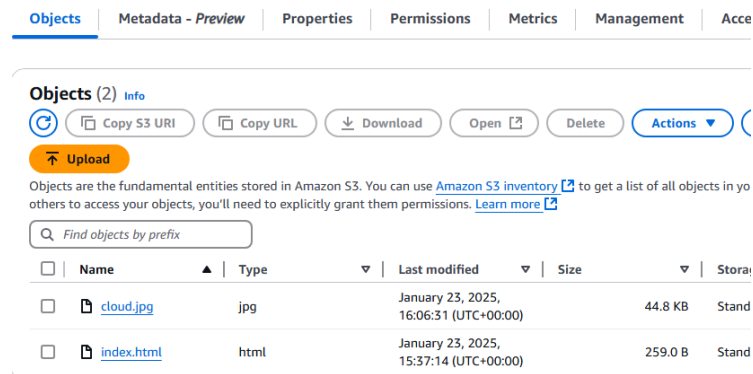 Objects Metadata - Preview Properties Permissions Metrics Management
Objects (2) Info
Copy S3 URI Copy URL Download Open Delete Actions
Upload
Objects are the fundamental entities stored in Amazon S3. You can use Amazon S3 inventory to get a list of all objects in
others to access your objects, you'll need to explicitly grant them permissions. Learn more
Find objects by prefix
Name Type Last modified Size
cloud.jpg jpg January 23, 2025, 16:06:31 (UTC+00:00) 44.8 KB
index.html html January 23, 2025, 15:37:14 (UTC+00:00) 259.0 B